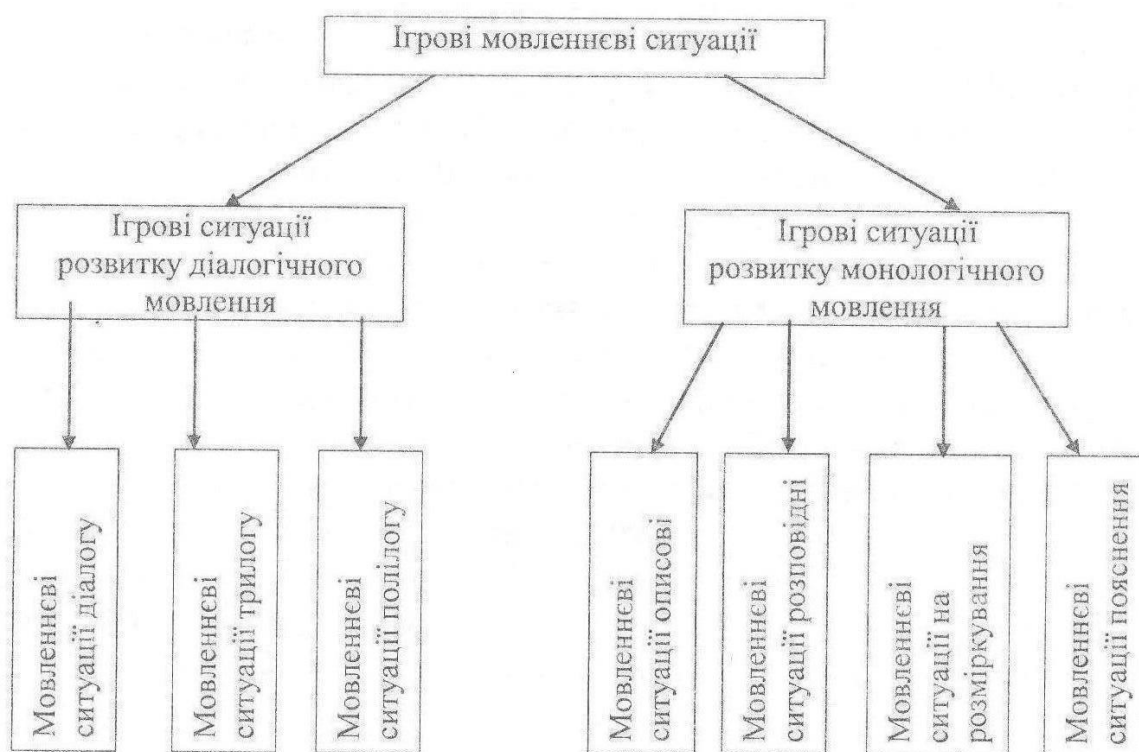 Ігрові мовленнєві ситуації
Ігрові ситуації
розвитку діалогічного
мовлення
Ігрові ситуації
розвитку монологічного
мовлення
Мовленнєві
ситуації діалогу
Мовленнєві
ситуації трилогу
Мовленнєві
ситуації полілогу
Мовленнєві
ситуації описові
Мовленнєві
ситуації розповідні
Мовленнєві
ситуації на
розміркування
Мовленнєві
ситуації пояснення